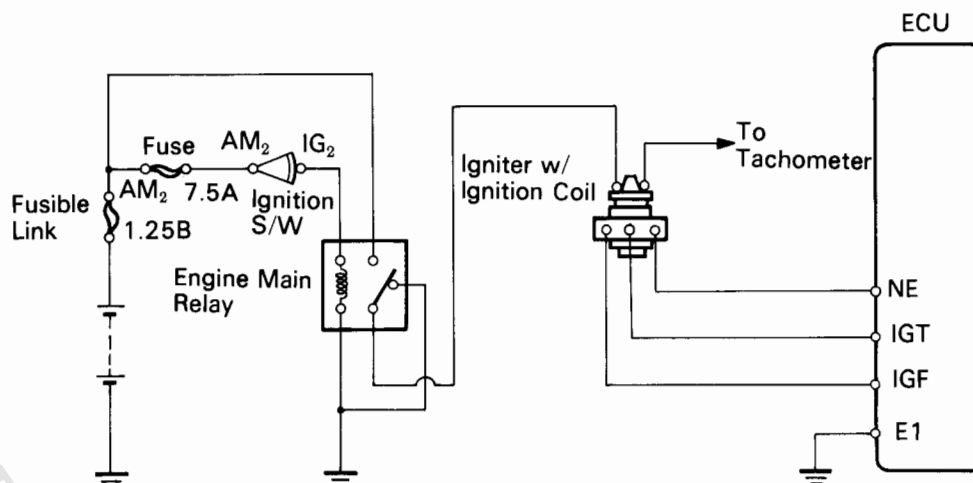 ECU
To
Tachometer
Fuse
AM₂
IG₂
Igniter w/
Ignition Coil
AM₂
7.5A
Ignition
S/W
Fusible
Link
1.25B
Engine Main
Relay
NE
IGT
IGF
E1